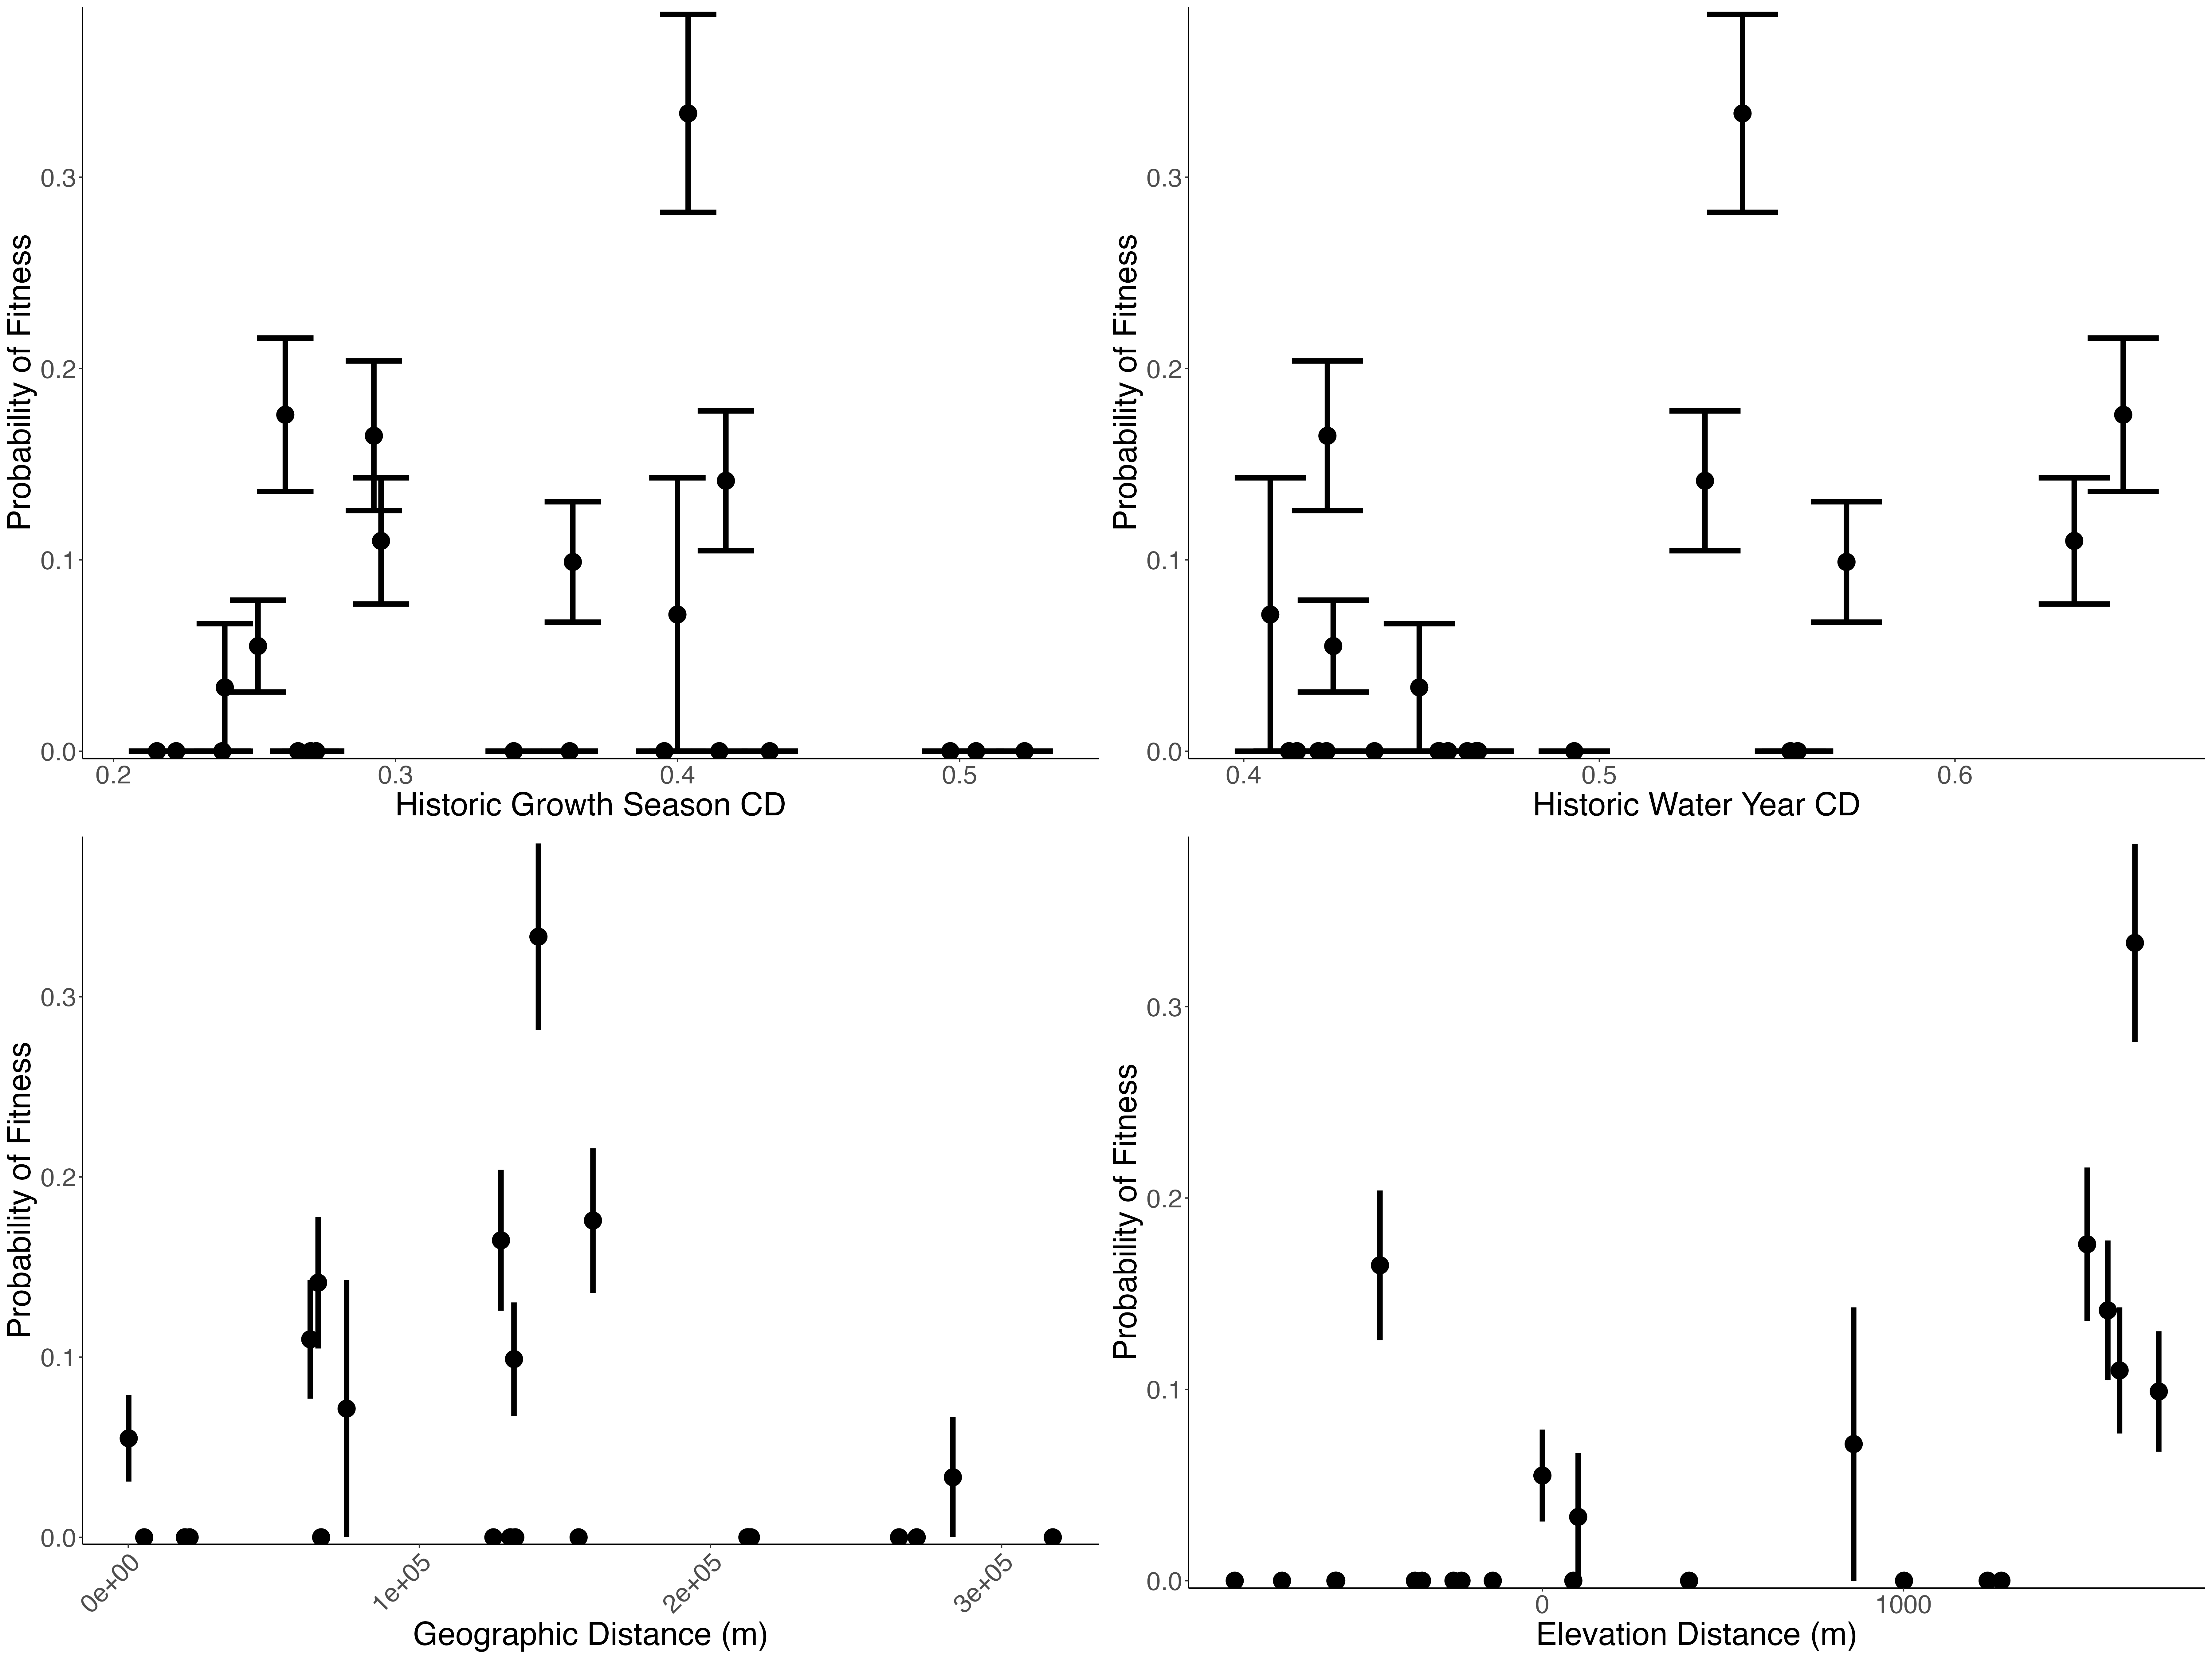 Probability of Fitness
0.3
0.2
0.1
0.0
0.2 0.3 0.4 0.5
Historic Growth Season CD
Probability of Fitness
0.3
0.2
0.1
0.0
0.4 0.5 0.6
Historic Water Year CD
Probability of Fitness
0.3
0.2
0.1
0.0
0e+00 1e+05 2e+05 3e+05
Geographic Distance (m)
Probability of Fitness
0.3
0.2
0.1
0.0
0 1000
Elevation Distance (m)